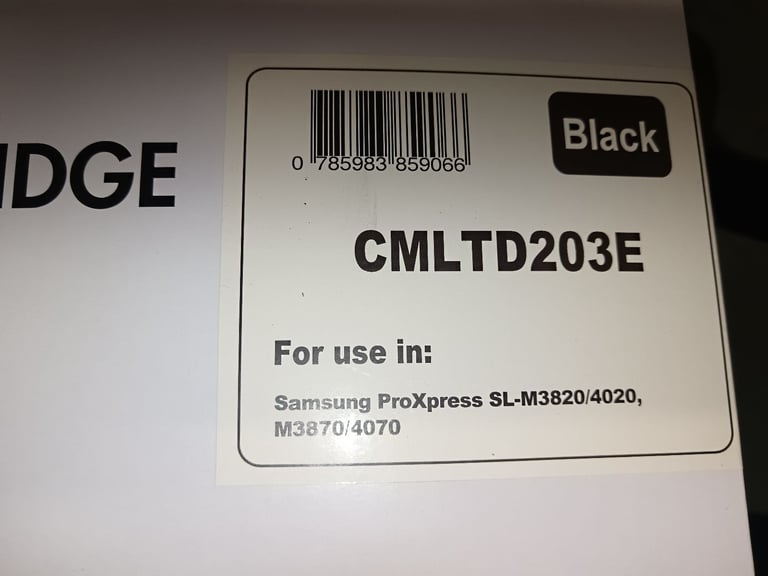 IDGE
Black
0 785983 859066
CMLTD203E
For use in:
Samsung ProXpress SL-M3820/4020,
M3870/4070